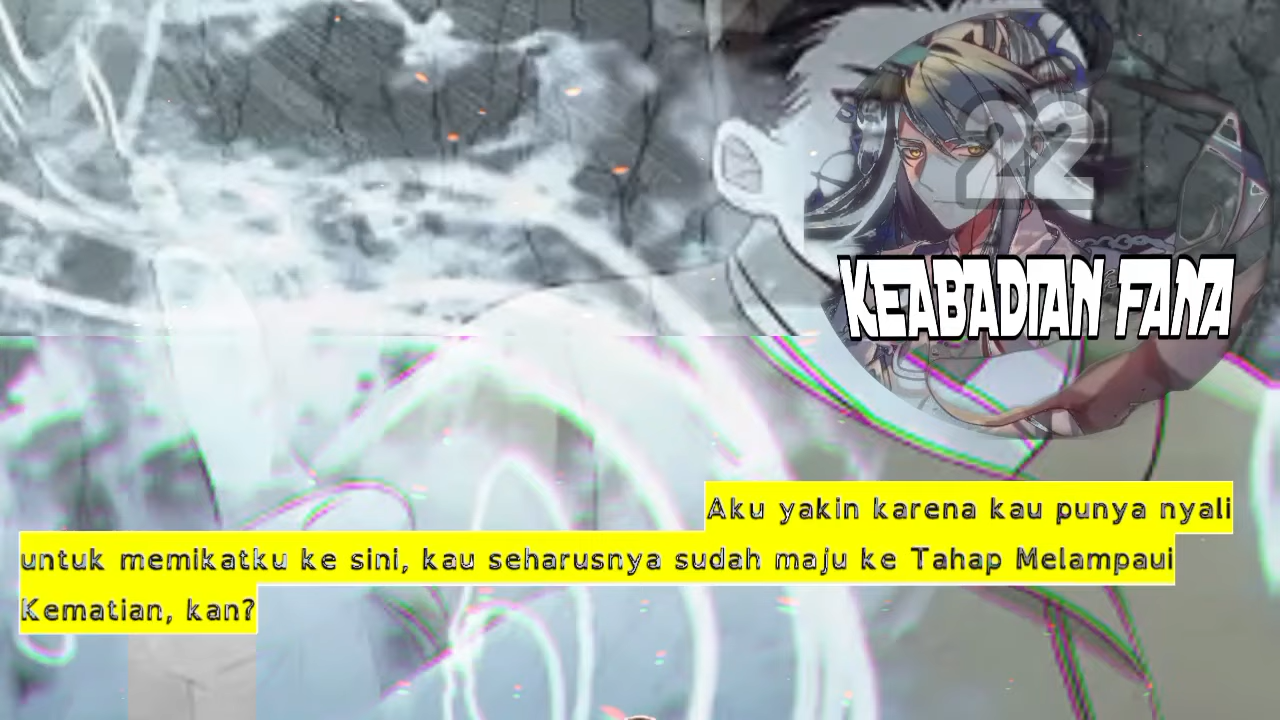 22
KEABADIAN FANA
Aku yakin karena kau punya nyali
untuk memikatku ke sini, kau seharusnya sudah maju ke Tahap Melampaui
Kematian, kan?